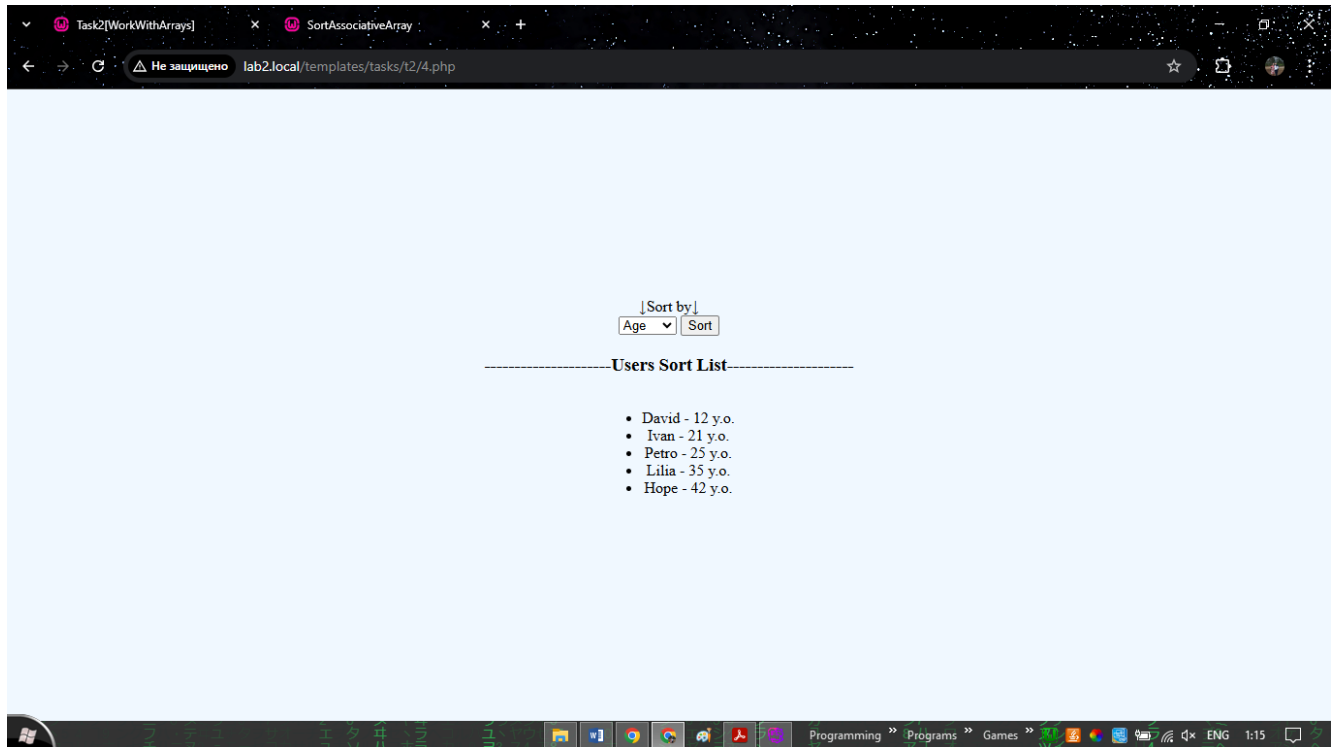 Task2[WorkWithArrays]
SortAssociativeArray
Не защищено lab2.local/templates/tasks/t2/4.php
↓Sort by↓
Age Sort
---------------------Users Sort List---------------------
• David - 12 y.o.
• Ivan - 21 y.o.
• Petro - 25 y.o.
• Lilia - 35 y.o.
• Hope - 42 y.o.
Programming » Programs » Games » ENG 1:15